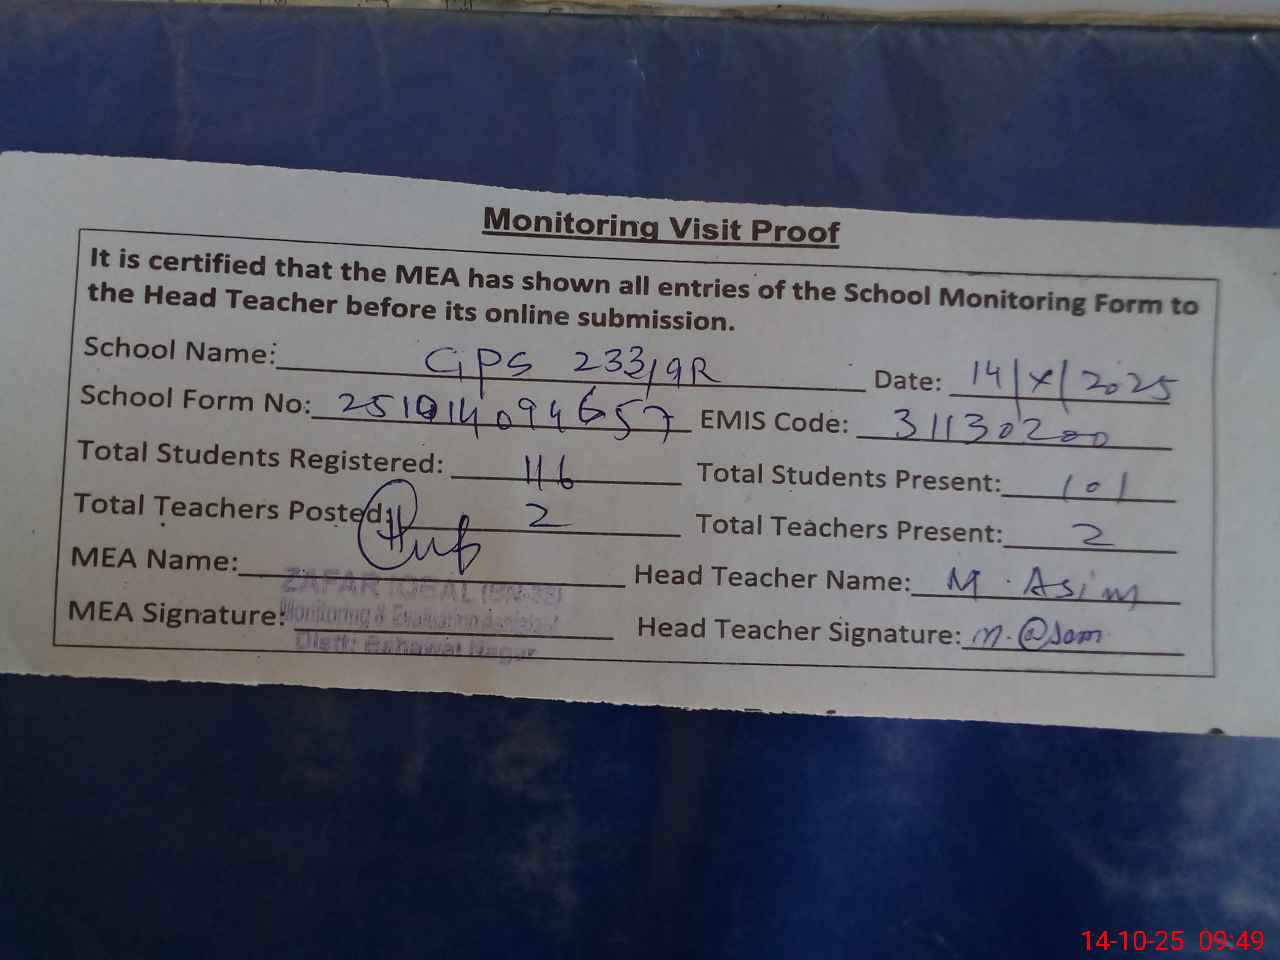 Monitoring Visit Proof
It is certified that the MEA has shown all entries of the School Monitoring Form to
the Head Teacher before its online submission.
School Name: GPS 233/9R Date: 14/X/2025
School Form No: 251014094657 EMIS Code: 31130200
Total Students Registered: 116 Total Students Present: 101
Total Teachers Posted: 2 Total Teachers Present: 2
MEA Name: Head Teacher Name: M. Asim
ZAFAR IQBAL
MEA Signature: Head Teacher Signature: M. @sam
Monitoring & Evaluation Assistant
Distt: Bahawal Nagar
14-10-25 09:49